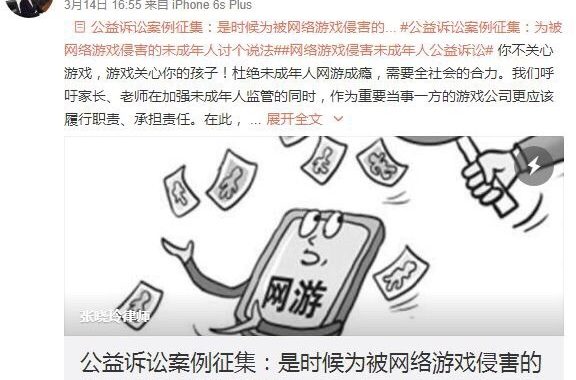 3月14日 16:55 来自 iPhone 6s Plus
公益诉讼案例征集：是时候为被网络游戏侵害的... #公益诉讼案例征集：为被
网络游戏侵害的未成年人讨个说法##网络游戏侵害未成年人公益诉讼# 你不关心
游戏，游戏关心你的孩子！杜绝未成年人网游成瘾，需要全社会的合力。我们呼
吁家长、老师在加强未成年人监管的同时，作为重要当事一方的游戏公司更应该
履行职责、承担责任。在此， ... 展开全文
网游
张晓玲律师
公益诉讼案例征集：是时候为被网络游戏侵害的